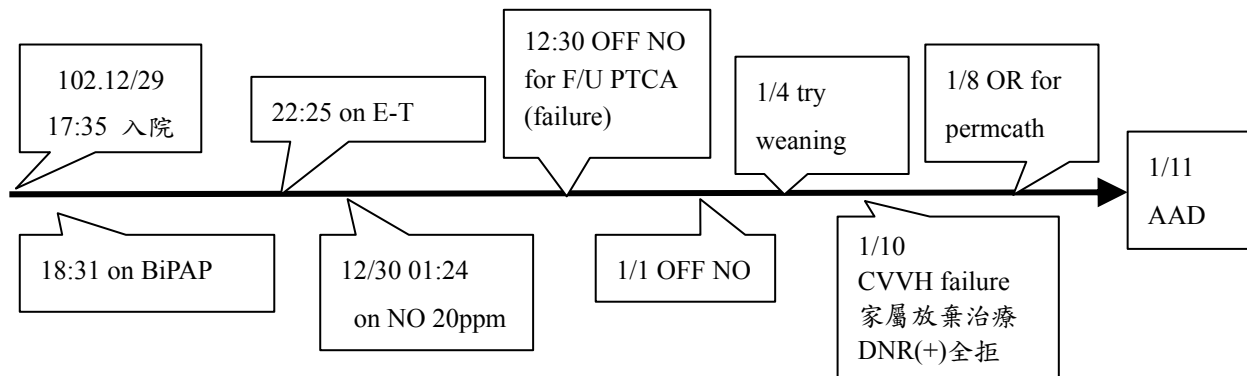 102.12/29
17:35 入院
18:31 on BiPAP
22:25 on E-T
12/30 01:24
on NO 20ppm
12:30 OFF NO
for F/U PTCA
(failure)
1/1 OFF NO
1/4 try
weaning
1/10
CVVH failure
家屬放棄治療
DNR(+)全拒
1/8 OR for
permcath
1/11
AAD